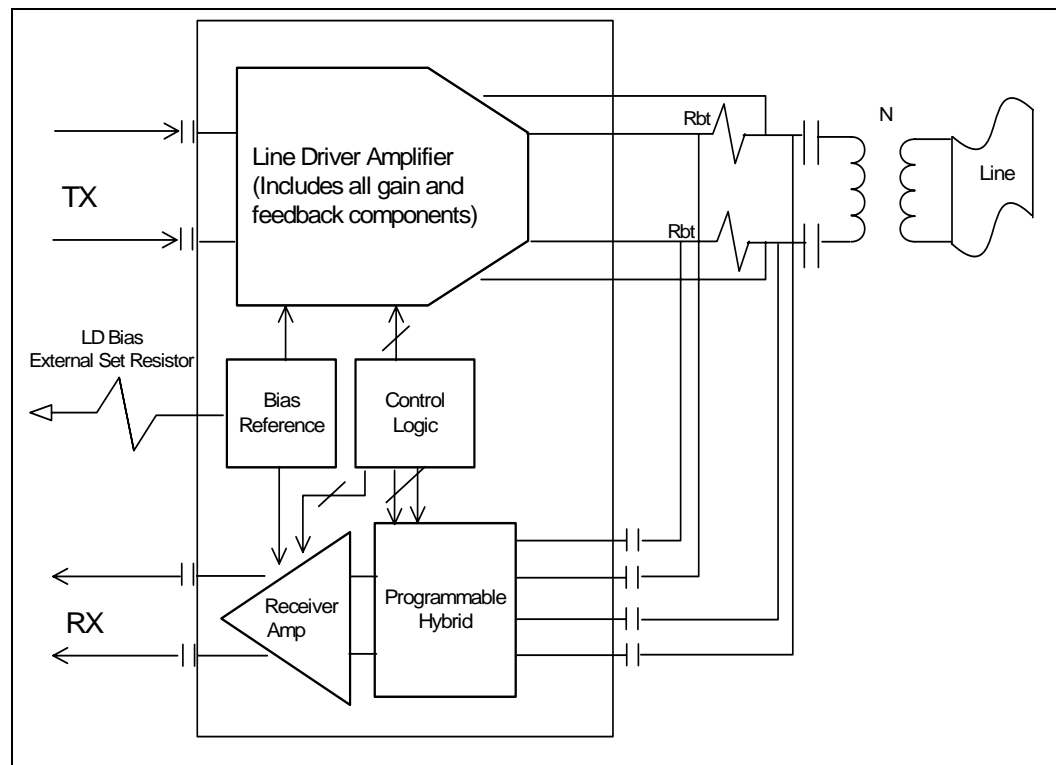 Rbt
N
Line Driver Amplifier
(Includes all gain and
feedback components)
TX
Line
Rbt
LD Bias
External Set Resistor
Bias
Reference
Control
Logic
Receiver
Amp
Programmable
Hybrid
RX